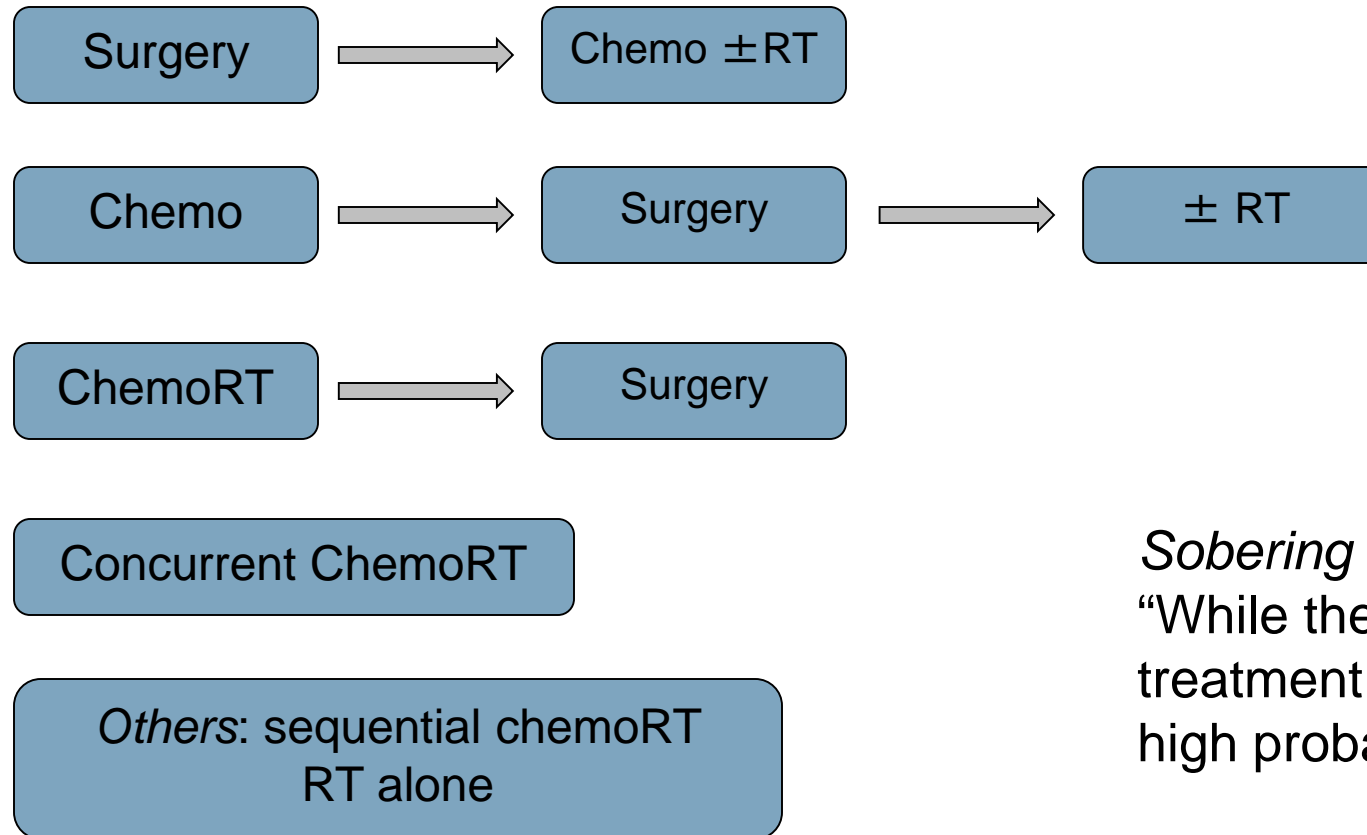 Surgery
Chemo ±RT
Chemo
Surgery
± RT
ChemoRT
Surgery
Concurrent ChemoRT
Others: sequential chemoRT
RT alone
Sobering
“While the
treatment
high